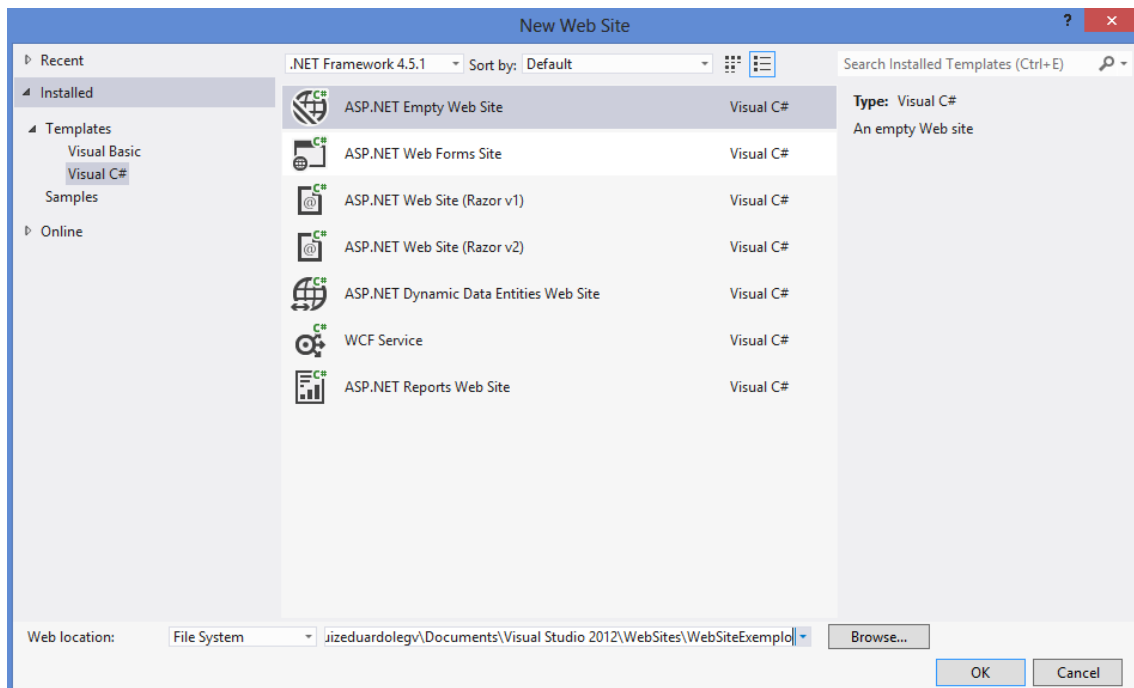 New Web Site
?
Recent
Installed
Templates
Visual Basic
Visual C#
Samples
Online
.NET Framework 4.5.1 Sort by: Default
C# ASP.NET Empty Web Site Visual C#
C# ASP.NET Web Forms Site Visual C#
C# @ ASP.NET Web Site (Razor v1) Visual C#
C# @ ASP.NET Web Site (Razor v2) Visual C#
C# ASP.NET Dynamic Data Entities Web Site Visual C#
C# WCF Service Visual C#
C# ASP.NET Reports Web Site Visual C#
Search Installed Templates (Ctrl+E)
Type: Visual C#
An empty Web site
Web location: File System uizeduardolegv\Documents\Visual Studio 2012\WebSites\WebSiteExemplo Browse...
OK Cancel